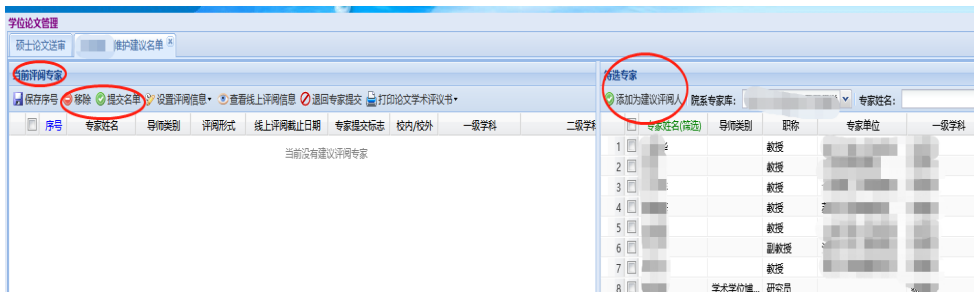 学位论文管理
硕士论文送审
维护建议名单
当前评阅专家
保存序号 移除 提交名单 设置评阅信息 查看线上评阅信息 退回专家提交 打印论文学术评议书
序号 专家姓名 导师类别 评阅形式 线上评阅截止日期 专家提交标志 校内/校外 一级学科 二级学科
当前没有建议评阅专家
待选专家
添加为建议评阅人 院系专家库: 专家姓名:
专家姓名(筛选) 导师类别 职称 专家单位 一级学科
1 教授
2 教授
3 教授
4 教授
5 教授
6 副教授
7 教授
8 学术学位博... 研究员